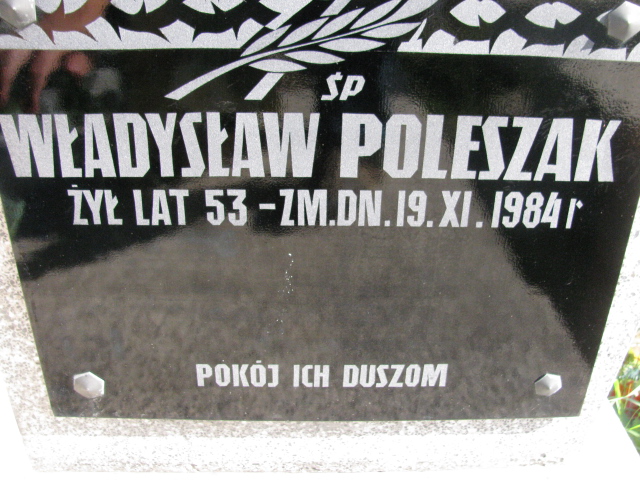 ŚP
WŁADYSŁAW POLESZAK
ŻYŁ LAT 53 - ZM. DN. 19. XI. 1984 r
POKÓJ ICH DUSZOM